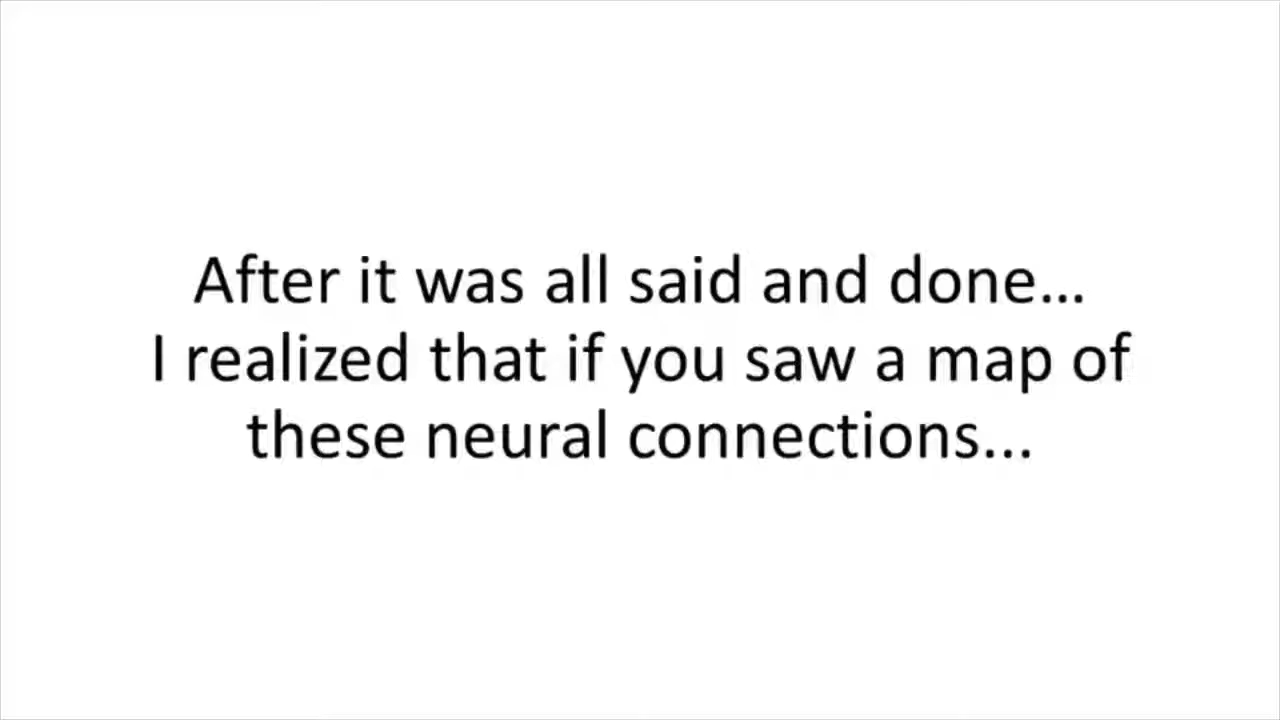 After it was all said and done…
I realized that if you saw a map of
these neural connections...